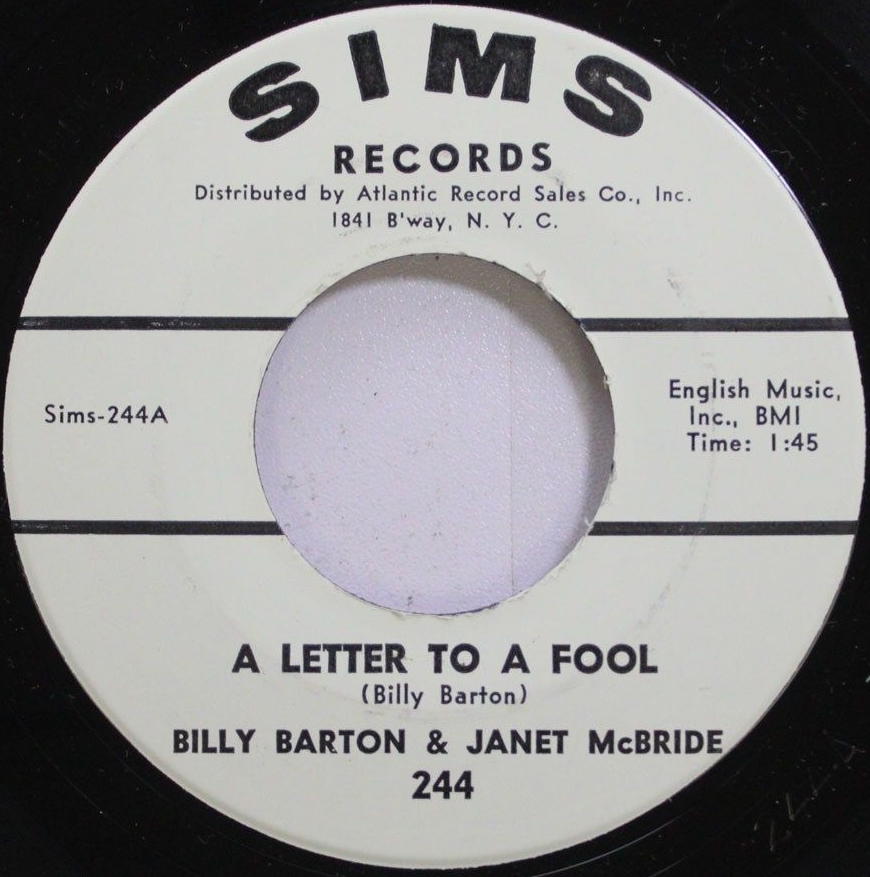 SIMS
RECORDS
Distributed by Atlantic Record Sales Co., Inc.
1841 B'way, N. Y. C.
Sims-244A
English Music,
Inc., BMI
Time: 1:45
A LETTER TO A FOOL
(Billy Barton)
BILLY BARTON & JANET McBRIDE
244